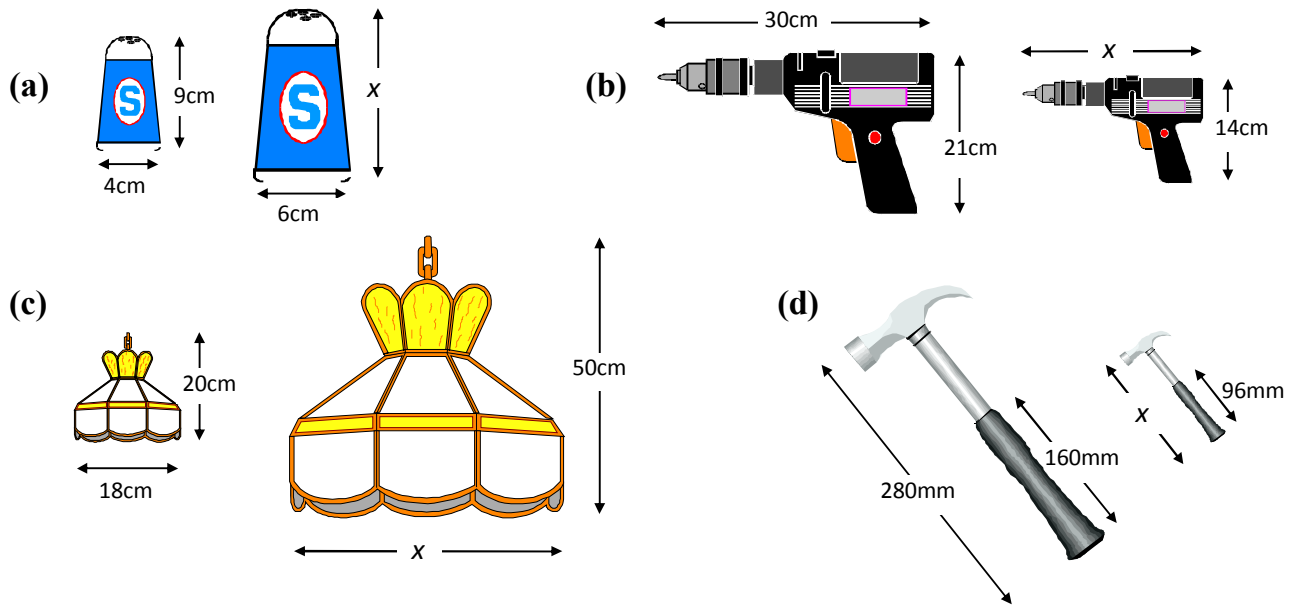 (a)
9cm
4cm
S
x
6cm
S
(b)
30cm
21cm
x
14cm
(c)
20cm
18cm
50cm
x
(d)
280mm
160mm
x
96mm